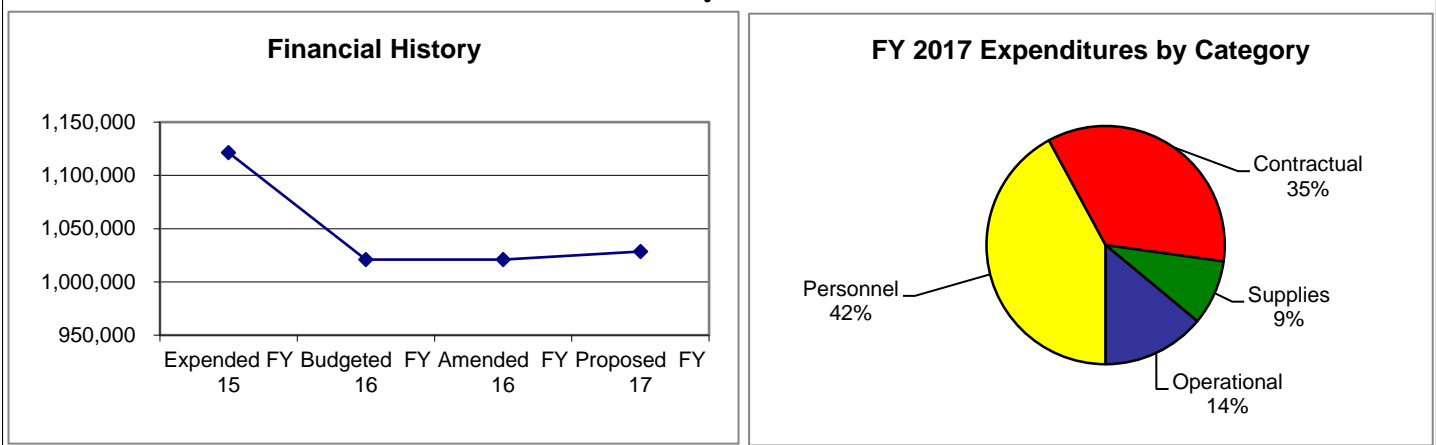 Financial History
1,150,000
1,100,000
1,050,000
1,000,000
950,000
Expended FY Budgeted FY Amended FY Proposed FY
15 16 16 17
FY 2017 Expenditures by Category
Contractual
35%
Personnel
42%
Supplies
9%
Operational
14%